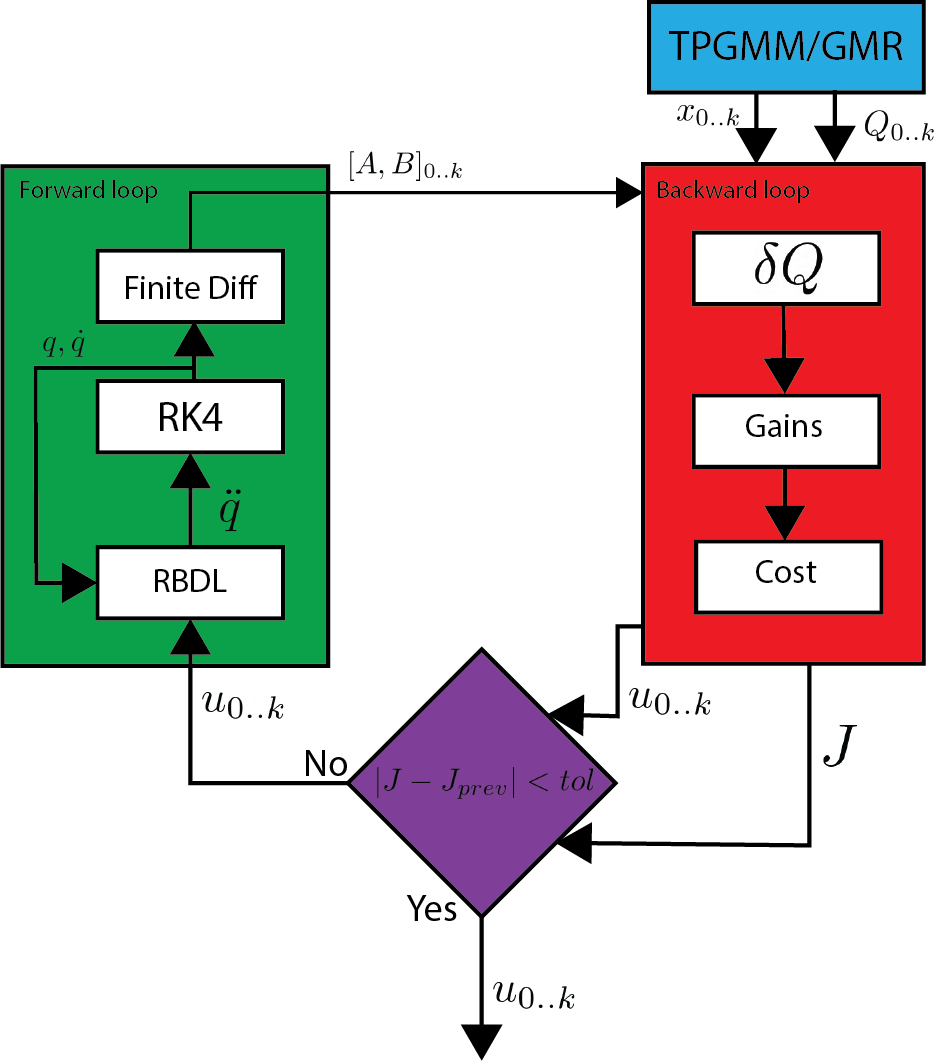 TPGMM/GMR
x_{0..k}
Q_{0..k}
[A, B]_{0..k}
Forward loop
Finite Diff
q, \dot{q}
RK4
\ddot{q}
RBDL
Backward loop
δQ
Gains
Cost
u_{0..k}
u_{0..k}
J
No
|J − J_{prev}| < tol
Yes
u_{0..k}